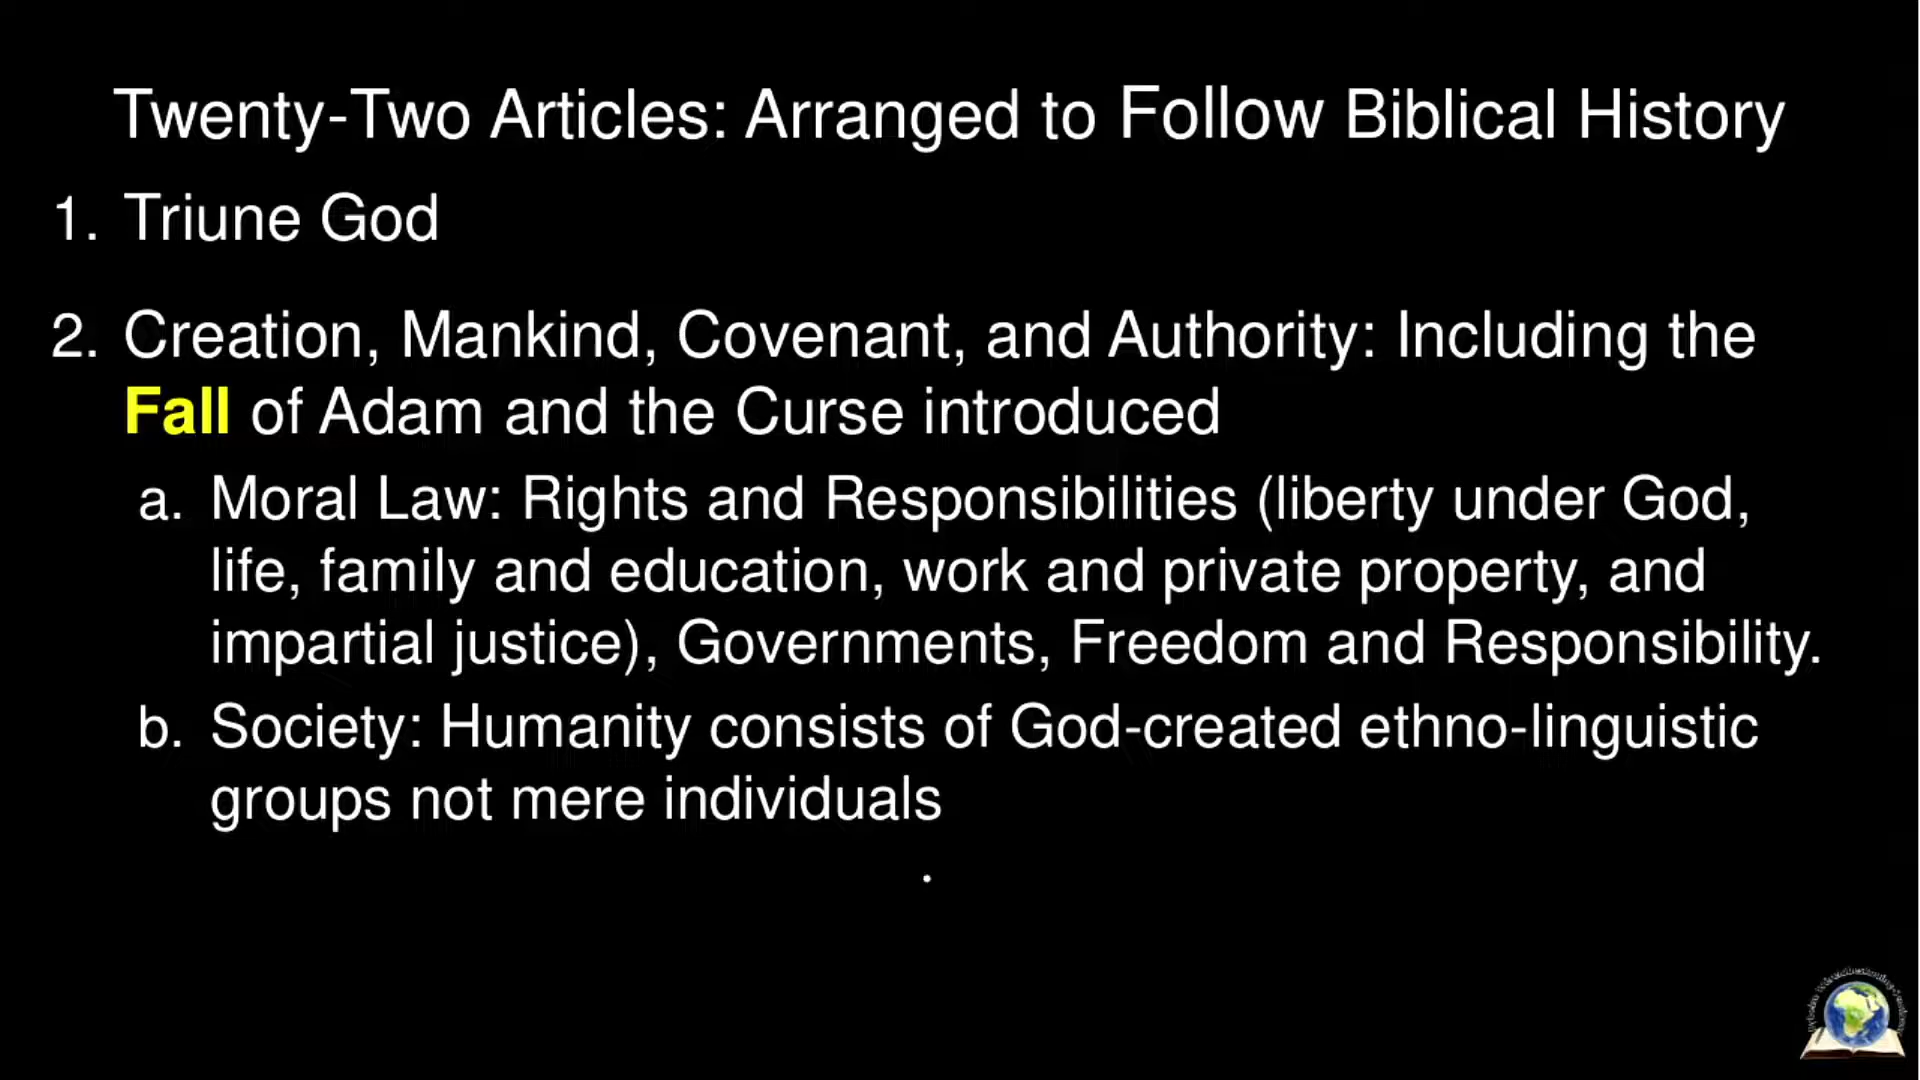 Twenty-Two Articles: Arranged to Follow Biblical History
1. Triune God
2. Creation, Mankind, Covenant, and Authority: Including the
Fall of Adam and the Curse introduced
a. Moral Law: Rights and Responsibilities (liberty under God,
life, family and education, work and private property, and
impartial justice), Governments, Freedom and Responsibility.
b. Society: Humanity consists of God-created ethno-linguistic
groups not mere individuals
.